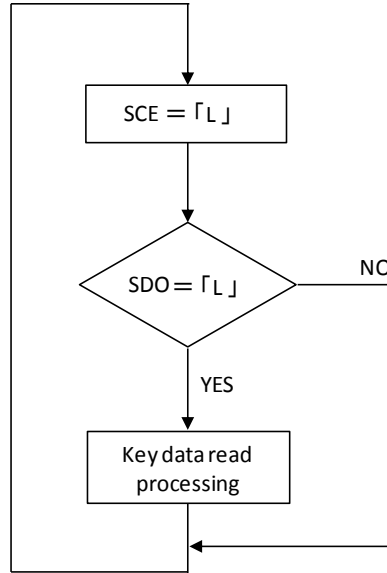 SCE＝「L」
SDO＝「L」
NO
YES
Key data read
processing